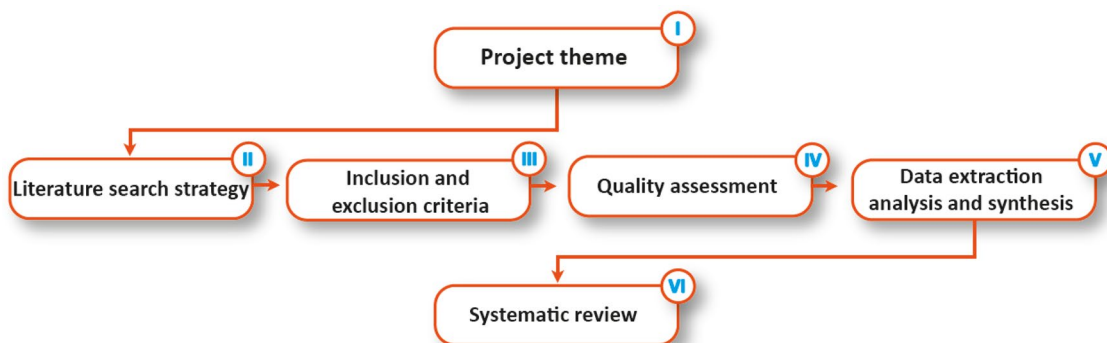 I
Project theme
II
Literature search strategy
III
Inclusion and
exclusion criteria
IV
Quality assessment
V
Data extraction
analysis and synthesis
VI
Systematic review